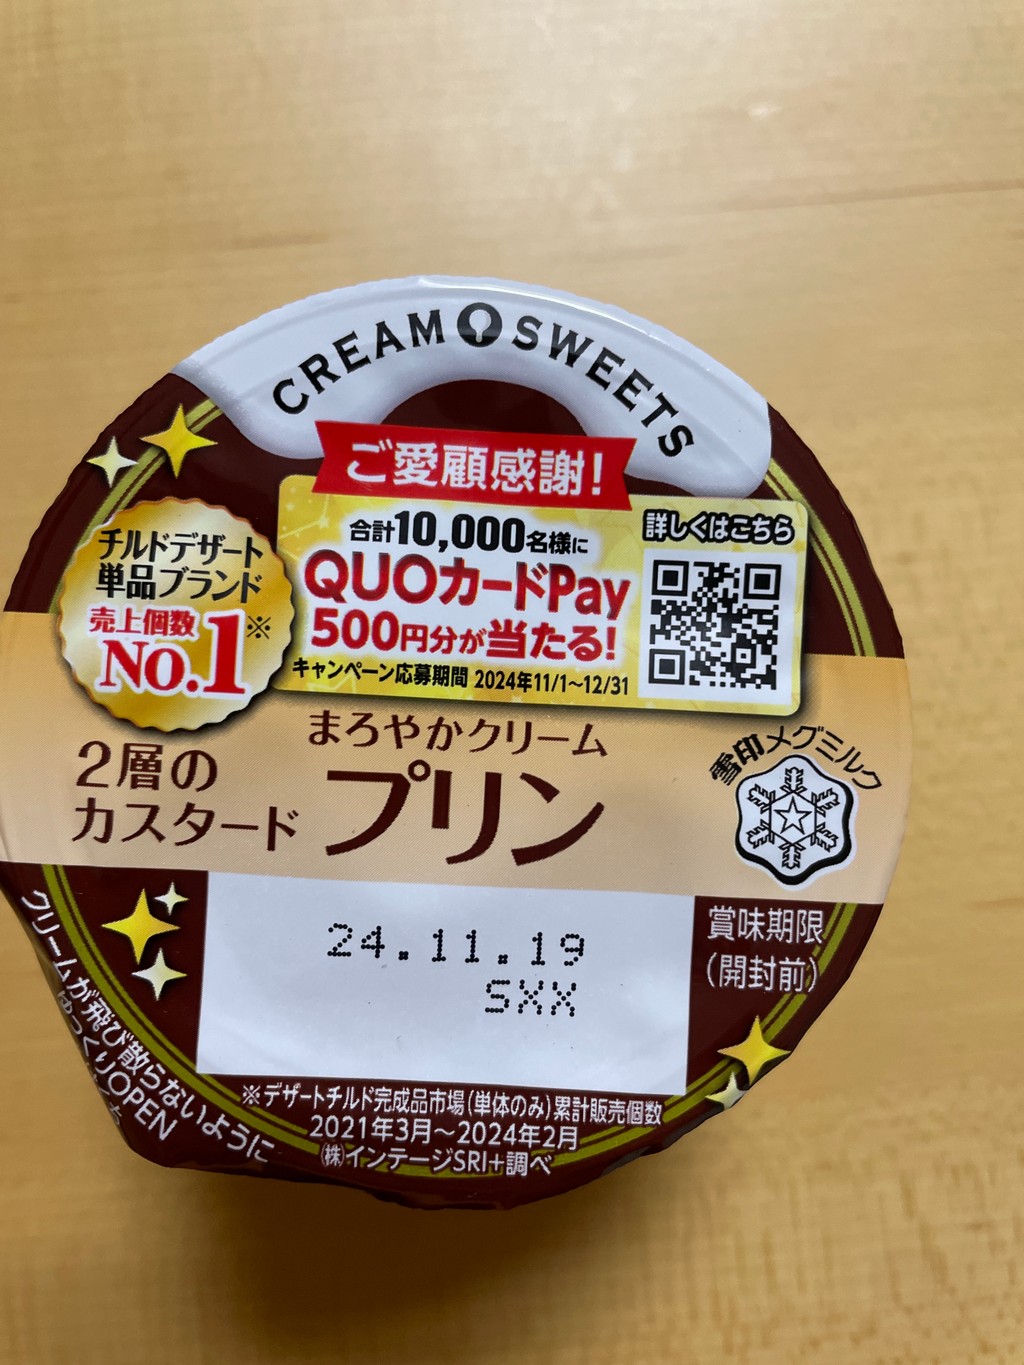 CREAM SWEETS
ご愛顧感謝!
合計10,000名様に
QUOカードPay
500円分が当たる!
キャンペーン応募期間 2024年11/1~12/31
詳しくはこちら
チルドデザート
単品ブランド
売上個数
No.1※
2層の
カスタード
まろやかクリーム
プリン
雪印メグミルク
24.11.19
SXX
賞味期限
(開封前)
クリームが飛び散らないように
ゆっくりOPEN
※デザートチルド完成品市場(単体のみ)累計販売個数
2021年3月~2024年2月
㈱インテージSRI+調べ